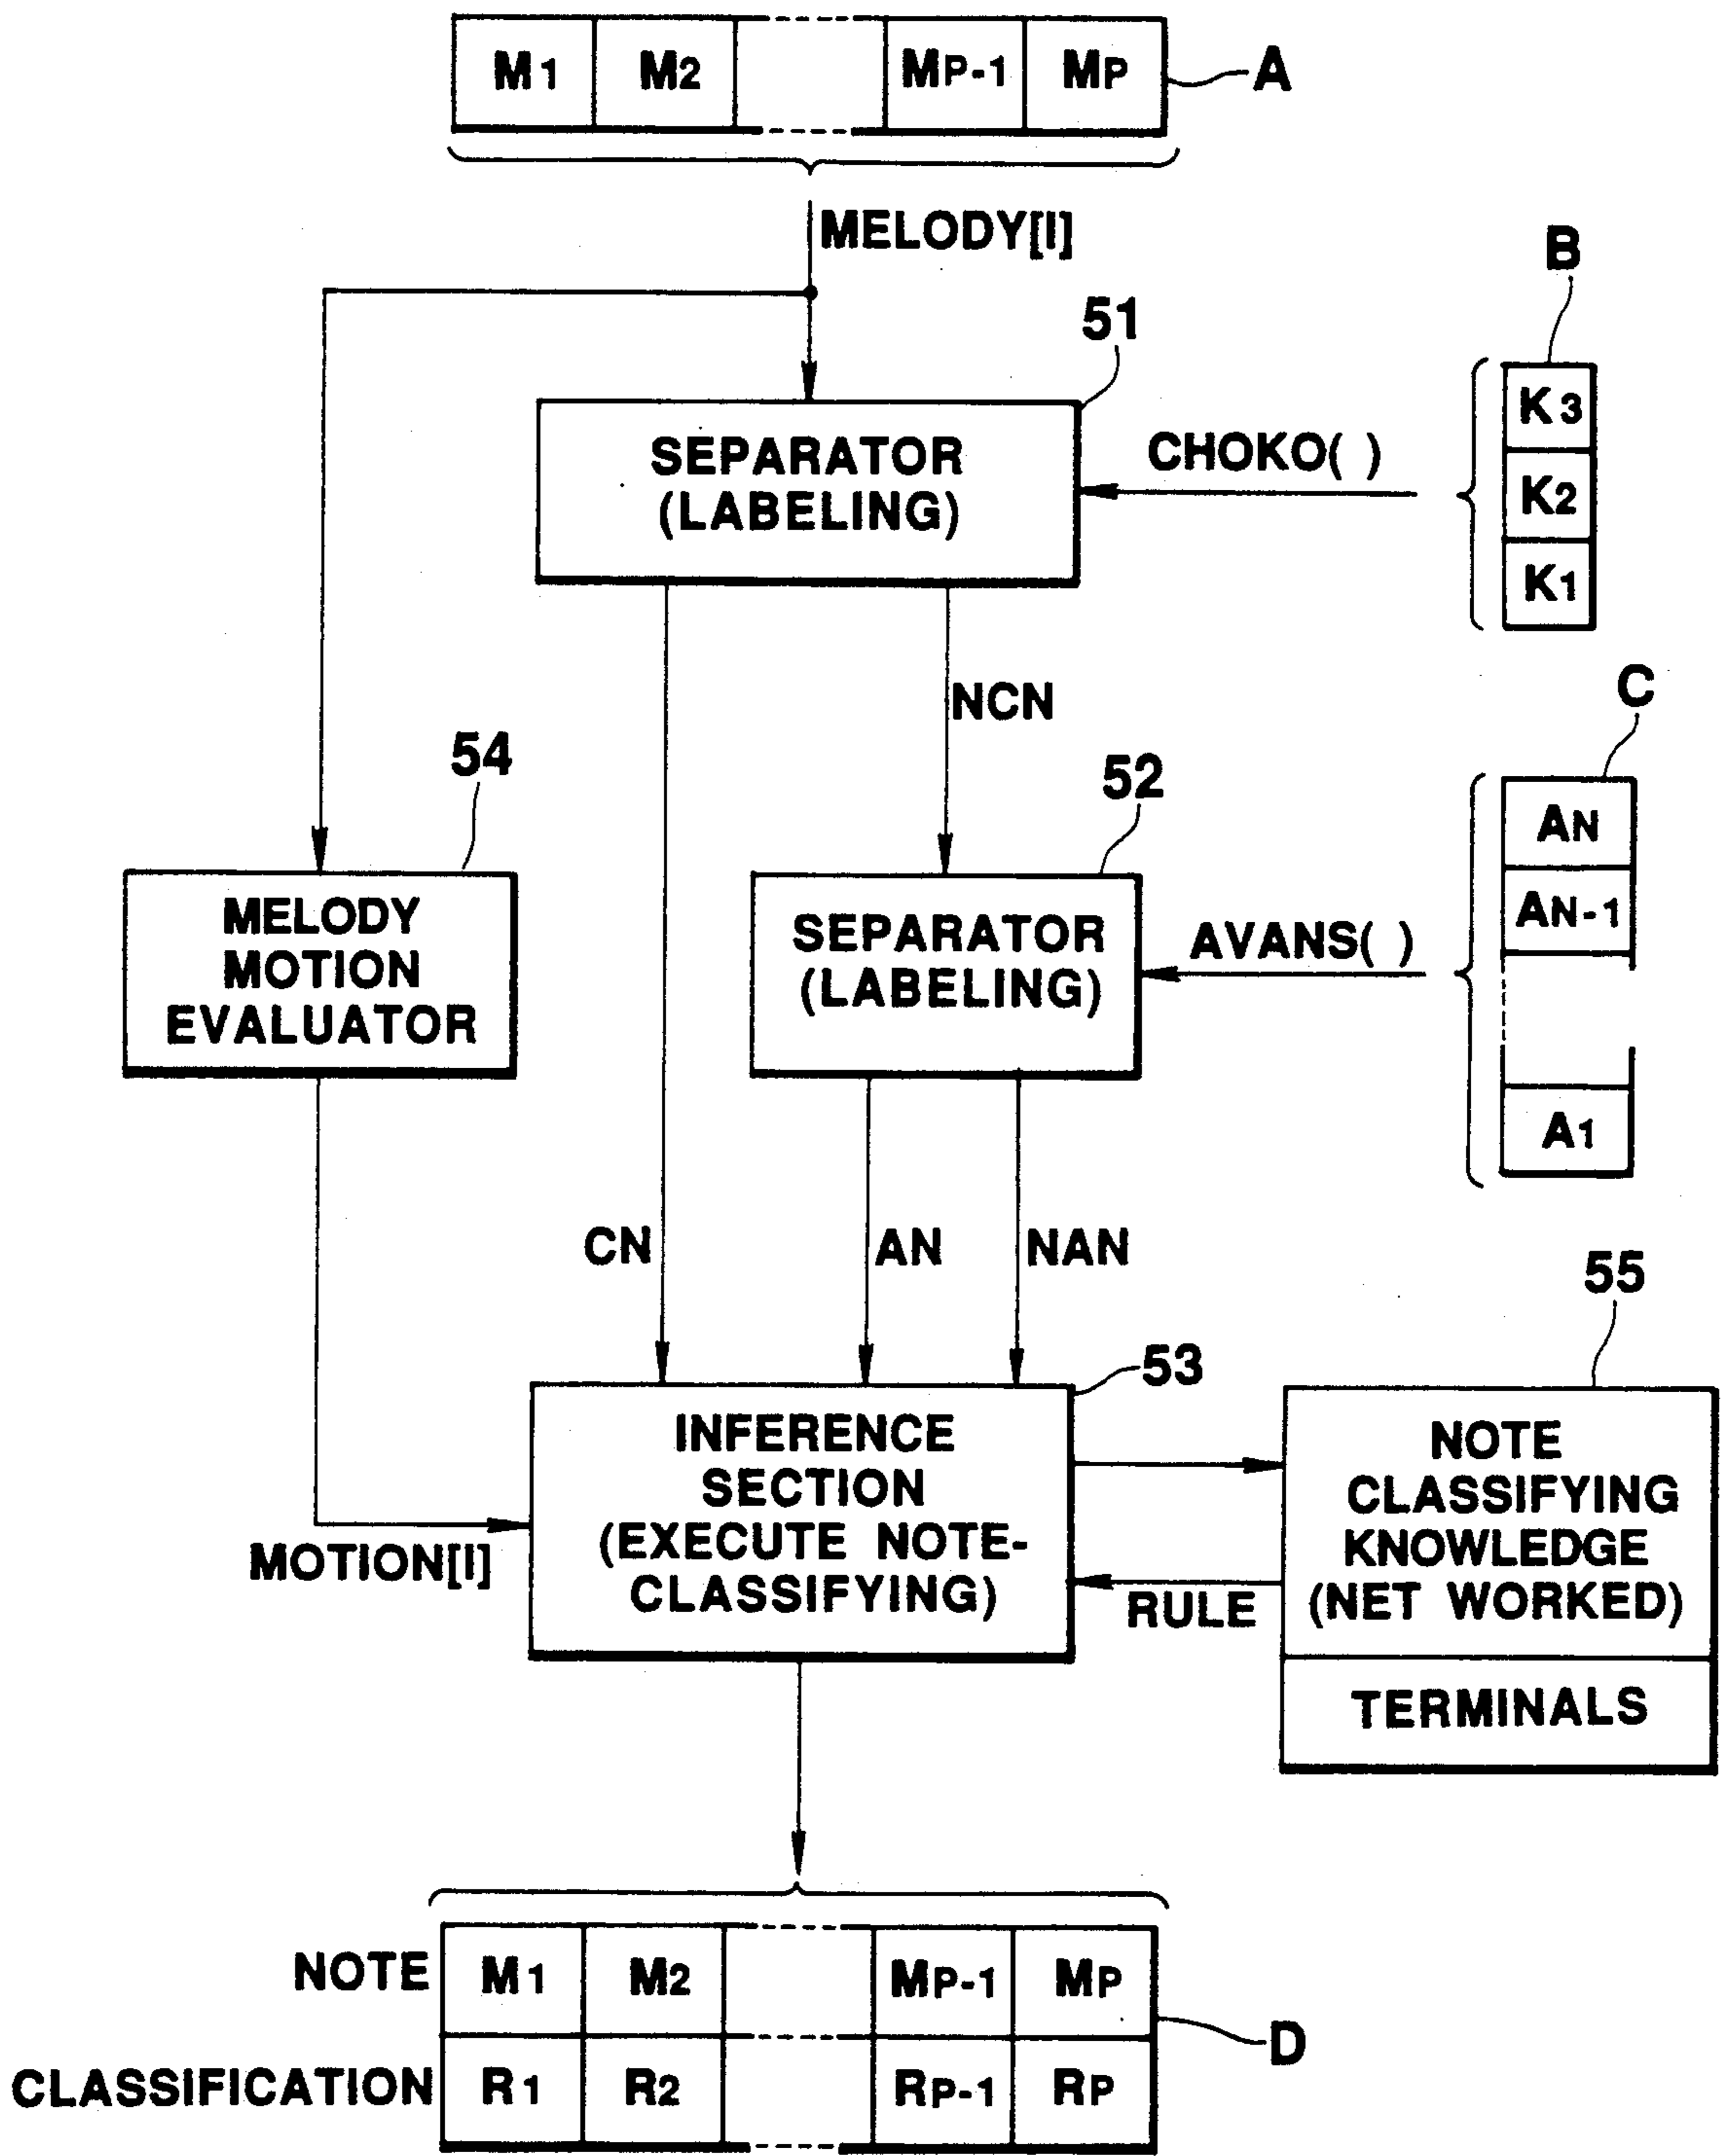 M1 M2 MP-1 MP A
MELODY[I]
B
51
K3
SEPARATOR
(LABELING)
CHOKO( )
K2
K1
NCN
C
54
52
AN
MELODY
MOTION
EVALUATOR
SEPARATOR
(LABELING)
AVANS( )
AN-1
A1
CN AN NAN
55
53
INFERENCE
SECTION
(EXECUTE NOTE-
CLASSIFYING)
NOTE
CLASSIFYING
KNOWLEDGE
(NET WORKED)
MOTION[I]
RULE
TERMINALS
NOTE M1 M2 MP-1 MP
D
CLASSIFICATION R1 R2 RP-1 RP